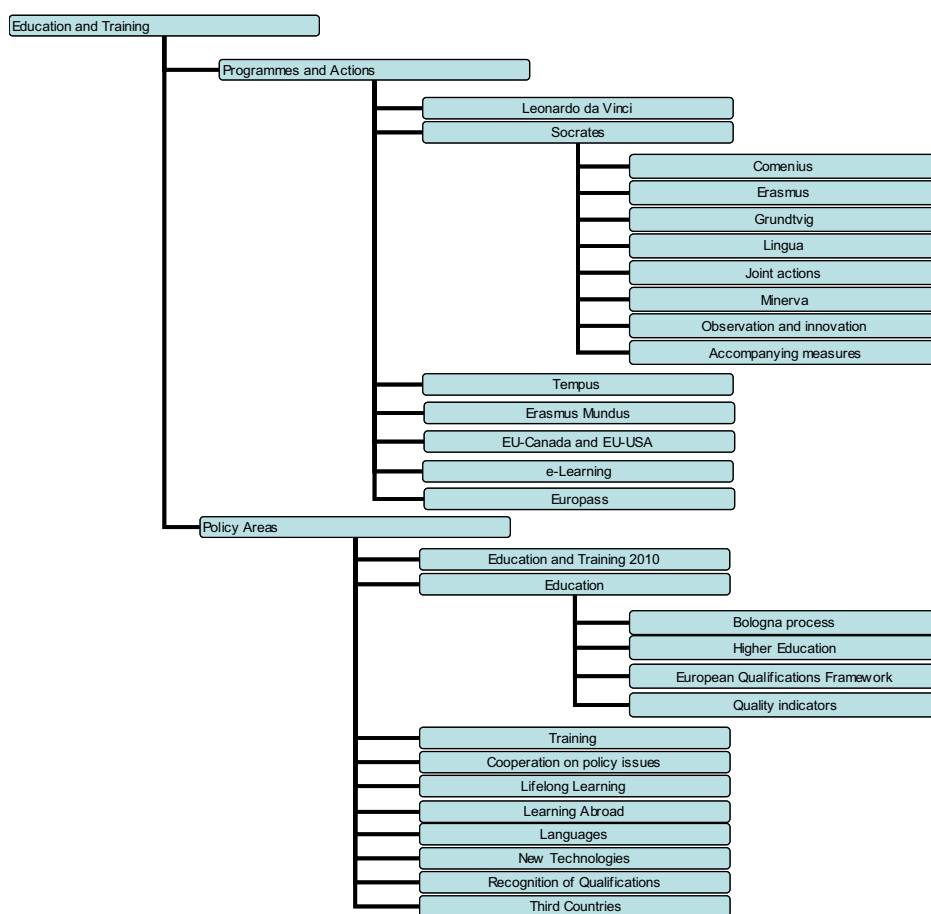 Education and Training
Programmes and Actions
Leonardo da Vinci
Socrates
Comenius
Erasmus
Grundtvig
Lingua
Joint actions
Minerva
Observation and innovation
Accompanying measures
Tempus
Erasmus Mundus
EU-Canada and EU-USA
e-Learning
Europass
Policy Areas
Education and Training 2010
Education
Bologna process
Higher Education
European Qualifications Framework
Quality indicators
Training
Cooperation on policy issues
Lifelong Learning
Learning Abroad
Languages
New Technologies
Recognition of Qualifications
Third Countries